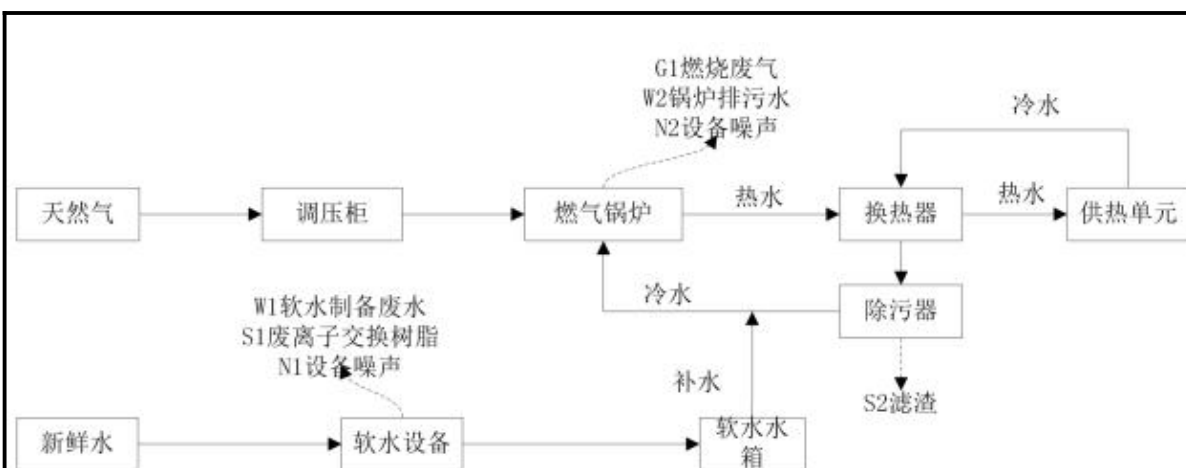 G1燃烧废气
W2锅炉排污水
N2设备噪声
冷水
天然气
调压柜
燃气锅炉
热水
换热器
热水
供热单元
W1软水制备废水
S1废离子交换树脂
N1设备噪声
冷水
除污器
补水
S2滤渣
新鲜水
软水设备
软水水
箱